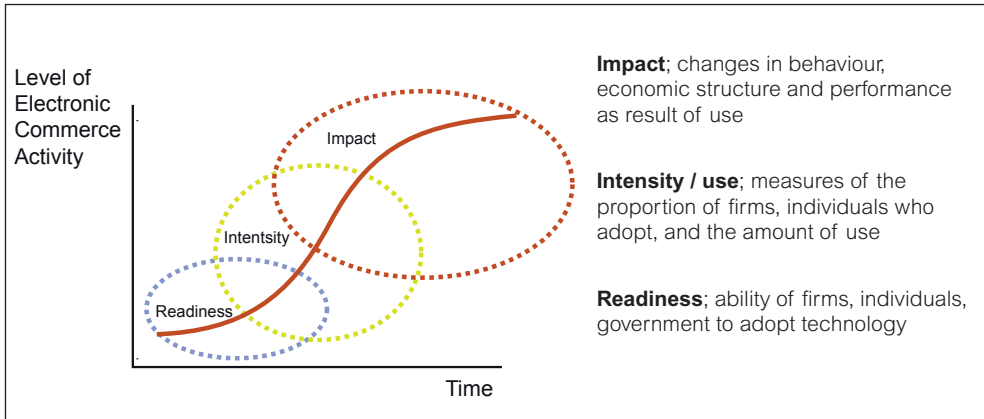 Level of
Electronic
Commerce
Activity
Impact
Intentsity
Readiness
Time
Impact; changes in behaviour,
economic structure and performance
as result of use
Intensity / use; measures of the
proportion of firms, individuals who
adopt, and the amount of use
Readiness; ability of firms, individuals,
government to adopt technology